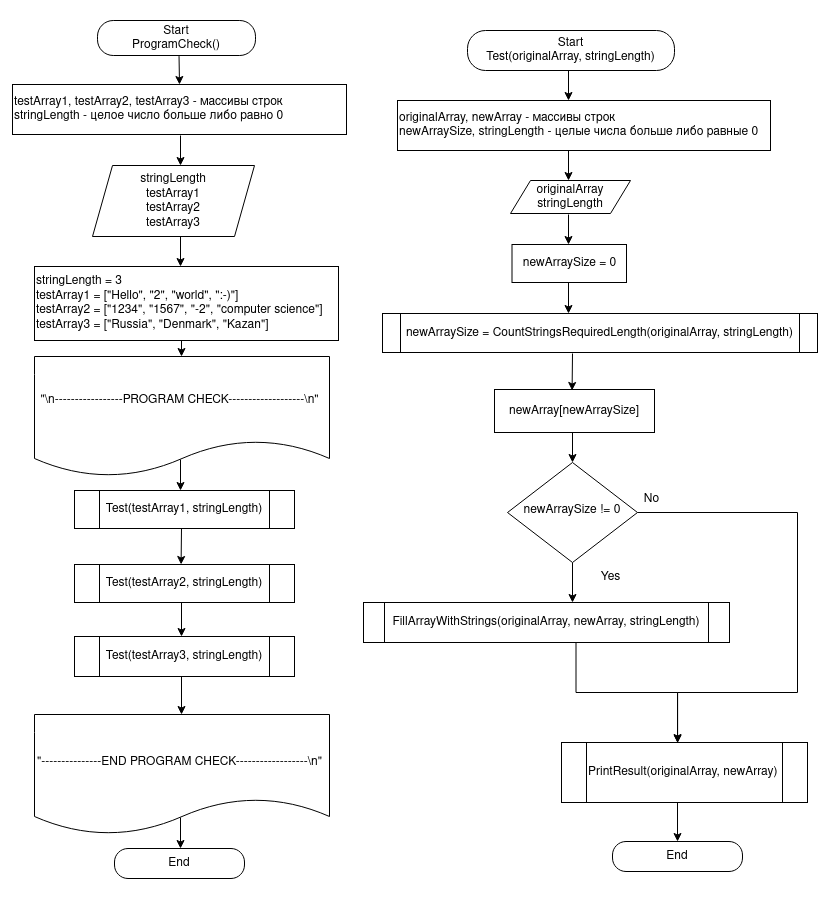 Start
ProgramCheck()
testArray1, testArray2, testArray3 - массивы строк
stringLength - целое число больше либо равно 0
stringLength
testArray1
testArray2
testArray3
stringLength = 3
testArray1 = ["Hello", "2", "world", ":-)"]
testArray2 = ["1234", "1567", "-2", "computer science"]
testArray3 = ["Russia", "Denmark", "Kazan"]
"\n-----------------PROGRAM CHECK-------------------\n"
Test(testArray1, stringLength)
Test(testArray2, stringLength)
Test(testArray3, stringLength)
"---------------END PROGRAM CHECK------------------\n"
End
Start
Test(originalArray, stringLength)
originalArray, newArray - массивы строк
newArraySize, stringLength - целые числа больше либо равные 0
originalArray
stringLength
newArraySize = 0
newArraySize = CountStringsRequiredLength(originalArray, stringLength)
newArray[newArraySize]
newArraySize != 0
No
Yes
FillArrayWithStrings(originalArray, newArray, stringLength)
PrintResult(originalArray, newArray)
End